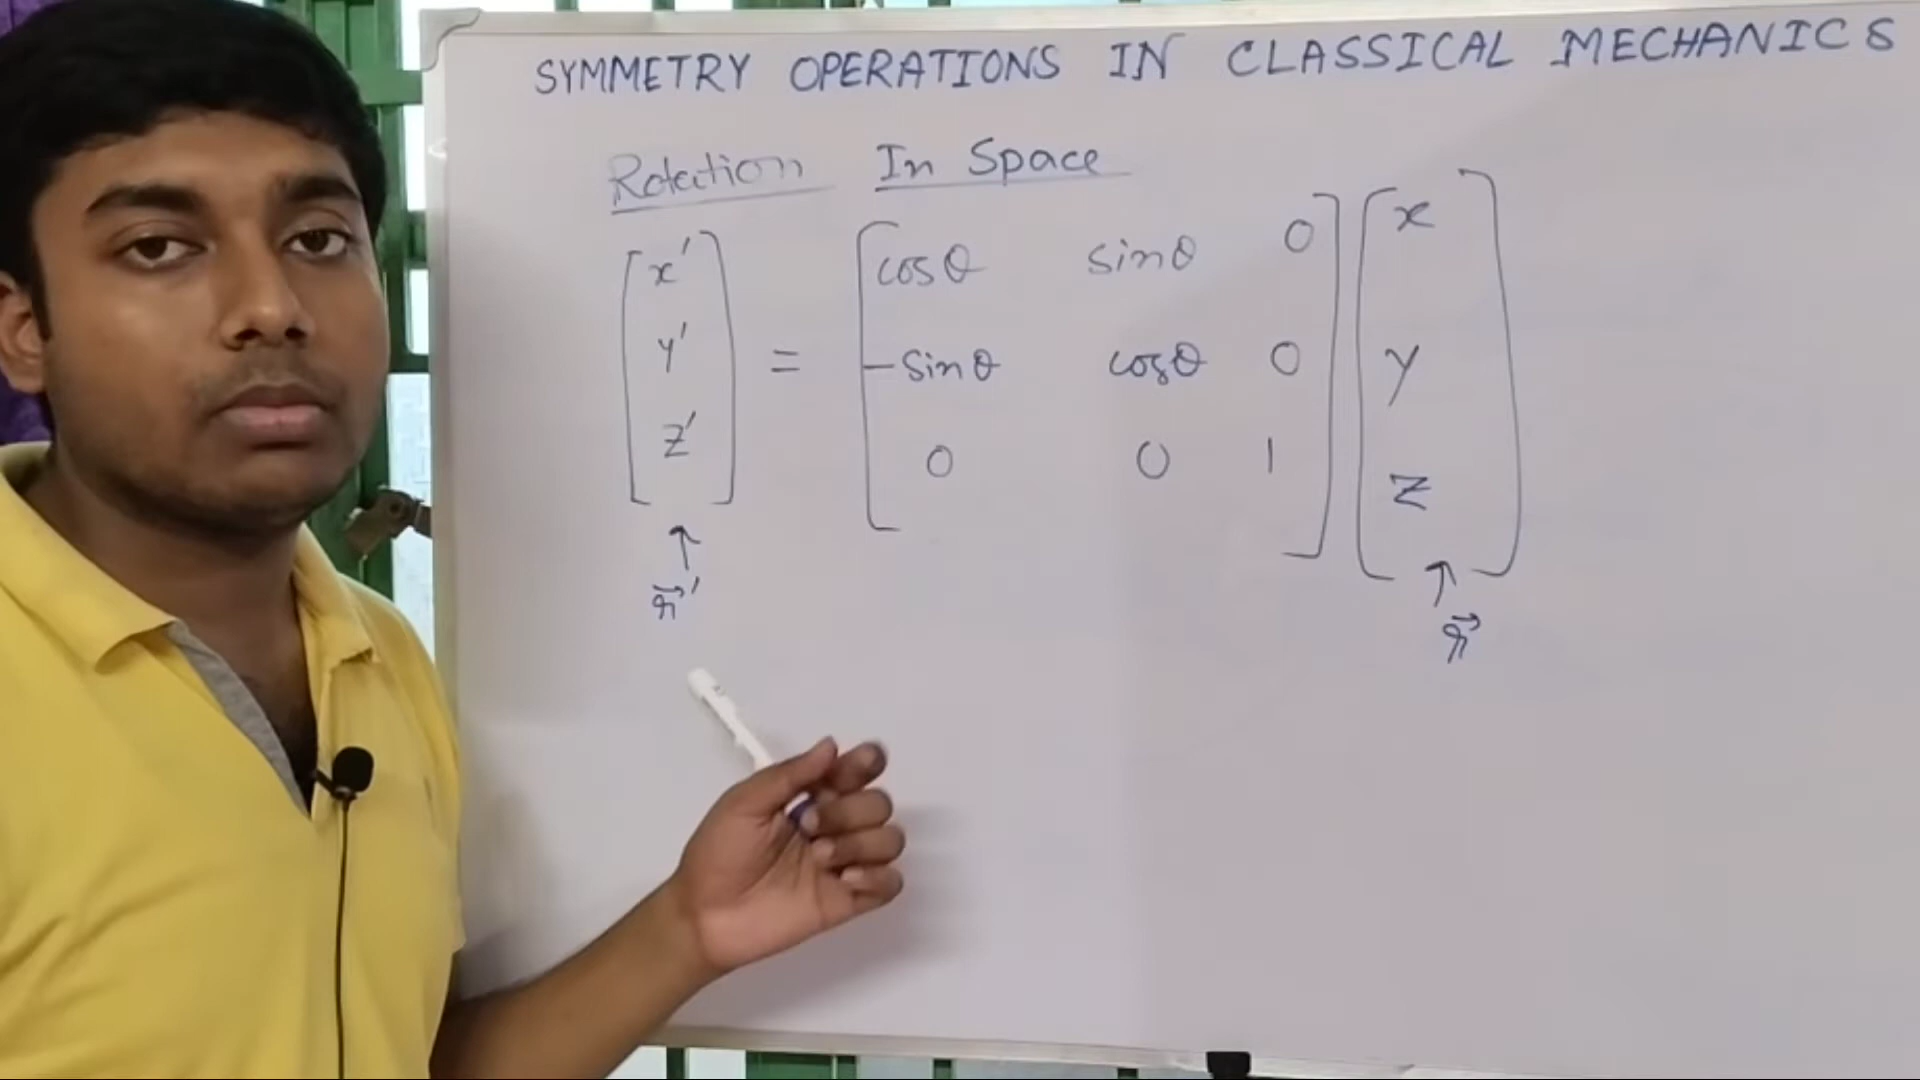 SYMMETRY OPERATIONS IN CLASSICAL MECHANICS
Rotation In Space
x' cosθ sinθ 0 x
y' = -sinθ cosθ 0 y
z' 0 0 1 z
↑ ↑
r⃗' r⃗